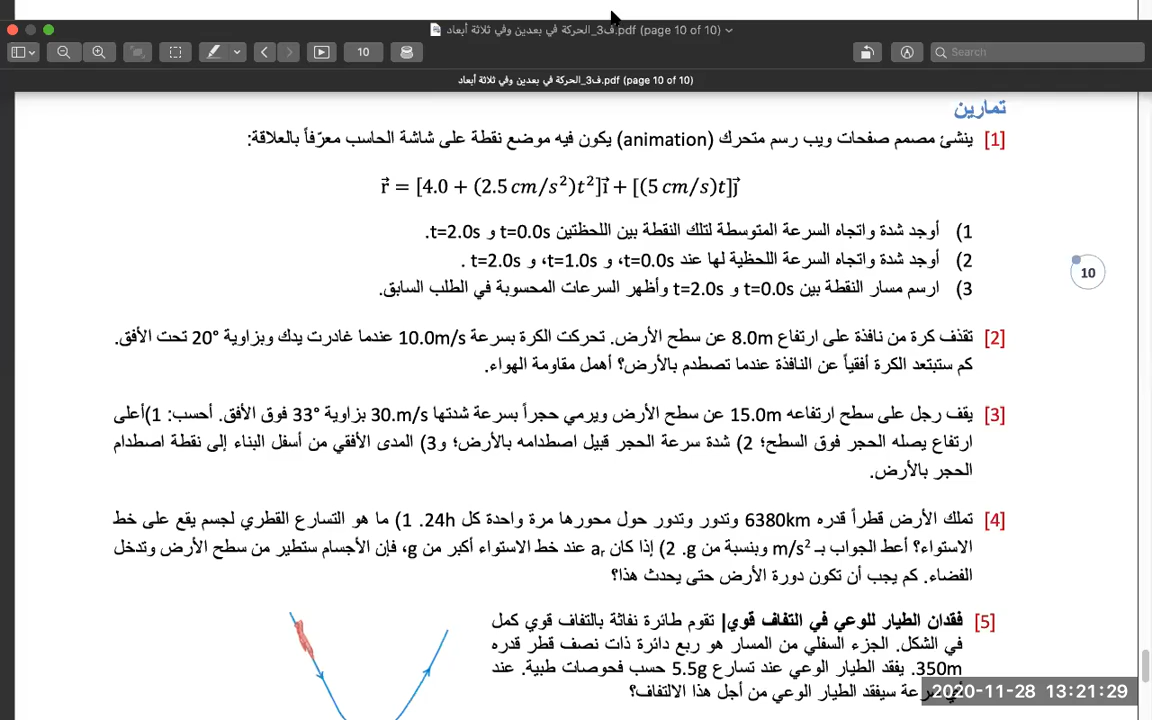 ف3_الحركة في بعدين وفي ثلاثة أبعاد.pdf (page 10 of 10)
10
Search
ف3_الحركة في بعدين وفي ثلاثة أبعاد.pdf (page 10 of 10)
تمارين
[1] ينشئ مصمم صفحات ويب رسم متحرك (animation) يكون فيه موضع نقطة على شاشة الحاسب معرّفاً بالعلاقة:
r⃗ = [4.0 + (2.5 cm/s²)t²]i⃗ + [(5 cm/s)t]j⃗
1) أوجد شدة واتجاه السرعة المتوسطة لتلك النقطة بين اللحظتين t=0.0s و t=2.0s.
2) أوجد شدة واتجاه السرعة اللحظية لها عند t=0.0s، و t=1.0s، و t=2.0s .
3) ارسم مسار النقطة بين t=0.0s و t=2.0s وأظهر السرعات المحسوبة في الطلب السابق.
10
[2] تقذف كرة من نافذة على ارتفاع 8.0m عن سطح الأرض. تحركت الكرة بسرعة 10.0m/s عندما غادرت يدك وبزاوية 20° تحت الأفق.
كم ستبتعد الكرة أفقياً عن النافذة عندما تصطدم بالأرض؟ أهمل مقاومة الهواء.
[3] يقف رجل على سطح ارتفاعه 15.0m عن سطح الأرض ويرمي حجراً بسرعة شدتها 30.m/s بزاوية 33° فوق الأفق. أحسب: 1)أعلى
ارتفاع يصله الحجر فوق السطح؛ 2) شدة سرعة الحجر قبيل اصطدامه بالأرض؛ و3) المدى الأفقي من أسفل البناء إلى نقطة اصطدام
الحجر بالأرض.
[4] تملك الأرض قطراً قدره 6380km وتدور وتدور حول محورها مرة واحدة كل 24h. 1) ما هو التسارع القطري لجسم يقع على خط
الاستواء؟ أعط الجواب بـ m/s² وبنسبة من g. 2) إذا كان aᵣ عند خط الاستواء أكبر من g، فإن الأجسام ستطير من سطح الأرض وتدخل
الفضاء. كم يجب أن تكون دورة الأرض حتى يحدث هذا؟
[5] فقدان الطيار للوعي في التفاف قوي| تقوم طائرة نفاثة بالتفاف قوي كمل
في الشكل. الجزء السفلي من المسار هو ربع دائرة ذات نصف قطر قدره
350m. يفقد الطيار الوعي عند تسارع 5.5g حسب فحوصات طبية. عند
سرعة سيفقد الطيار الوعي من أجل هذا الالتفاف؟
2020-11-28 13:21:29